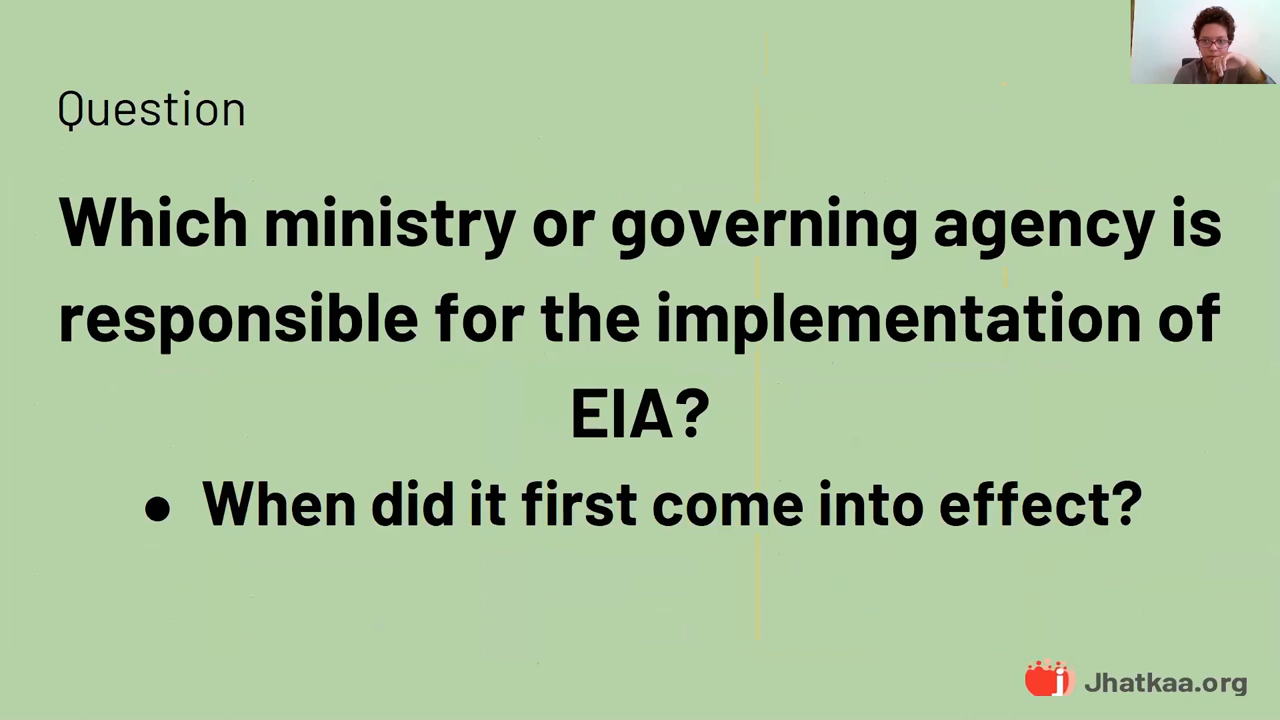 Question
Which ministry or governing agency is
responsible for the implementation of
EIA?
● When did it first come into effect?
Jhatkaa.org